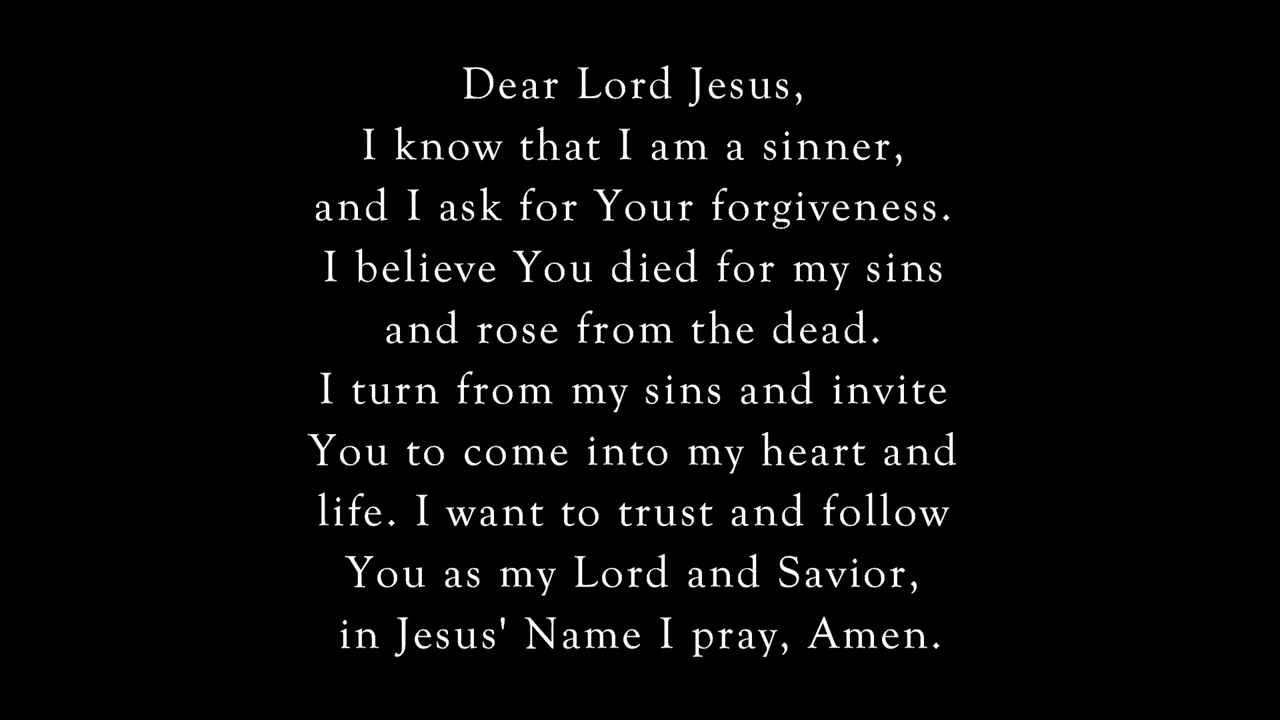 Dear Lord Jesus,
I know that I am a sinner,
and I ask for Your forgiveness.
I believe You died for my sins
and rose from the dead.
I turn from my sins and invite
You to come into my heart and
life. I want to trust and follow
You as my Lord and Savior,
in Jesus' Name I pray, Amen.